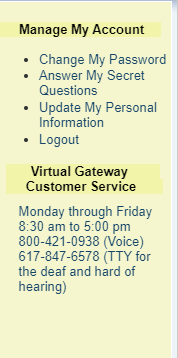 Manage My Account
Change My Password
Answer My Secret
Questions
Update My Personal
Information
Logout
Virtual Gateway
Customer Service
Monday through Friday
8:30 am to 5:00 pm
800-421-0938 (Voice)
617-847-6578 (TTY for
the deaf and hard of
hearing)